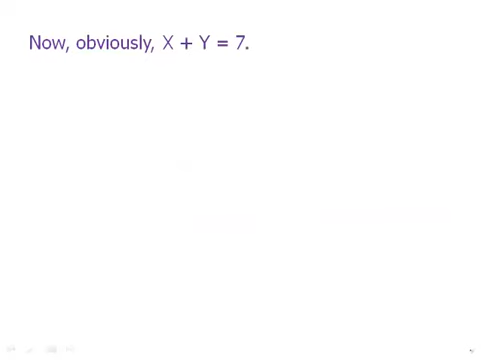 Now, obviously, X + Y = 7.